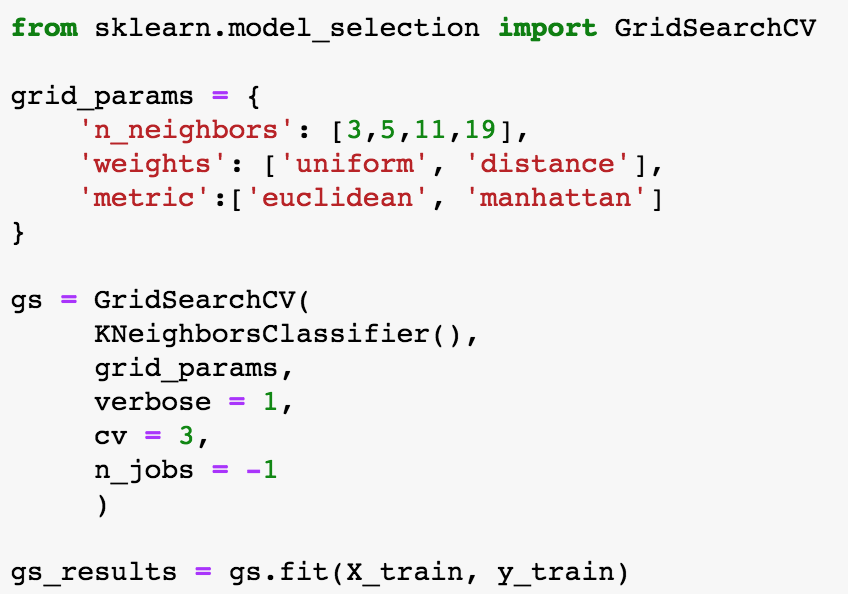 from sklearn.model_selection import GridSearchCV

grid_params = {
    'n_neighbors': [3,5,11,19],
    'weights': ['uniform', 'distance'],
    'metric':['euclidean', 'manhattan']
}

gs = GridSearchCV(
     KNeighborsClassifier(),
     grid_params,
     verbose = 1,
     cv = 3,
     n_jobs = -1
     )

gs_results = gs.fit(X_train, y_train)